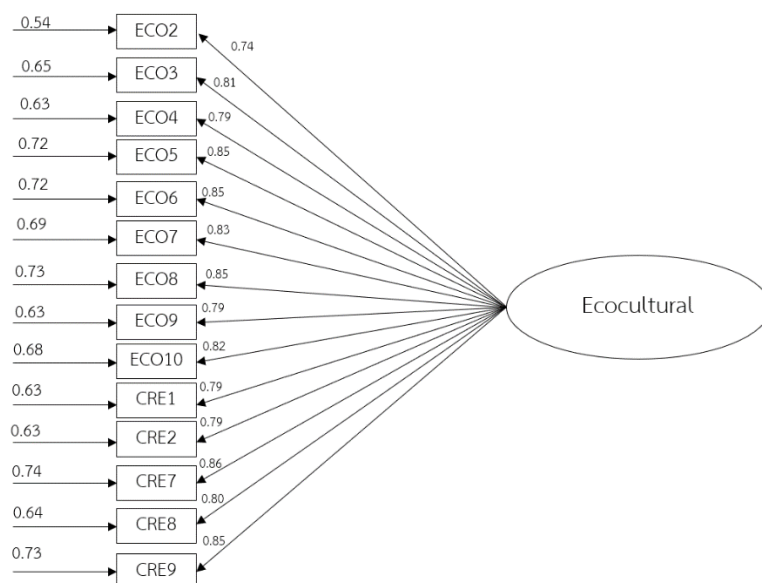 0.54 ECO2 0.74
0.65 ECO3 0.81
0.63 ECO4 0.79
0.72 ECO5 0.85
0.72 ECO6 0.85
0.69 ECO7 0.83
0.73 ECO8 0.85
Ecocultural
0.63 ECO9 0.79
0.68 ECO10 0.82
0.63 CRE1 0.79
0.63 CRE2 0.79
0.74 CRE7 0.86
0.64 CRE8 0.80
0.73 CRE9 0.85